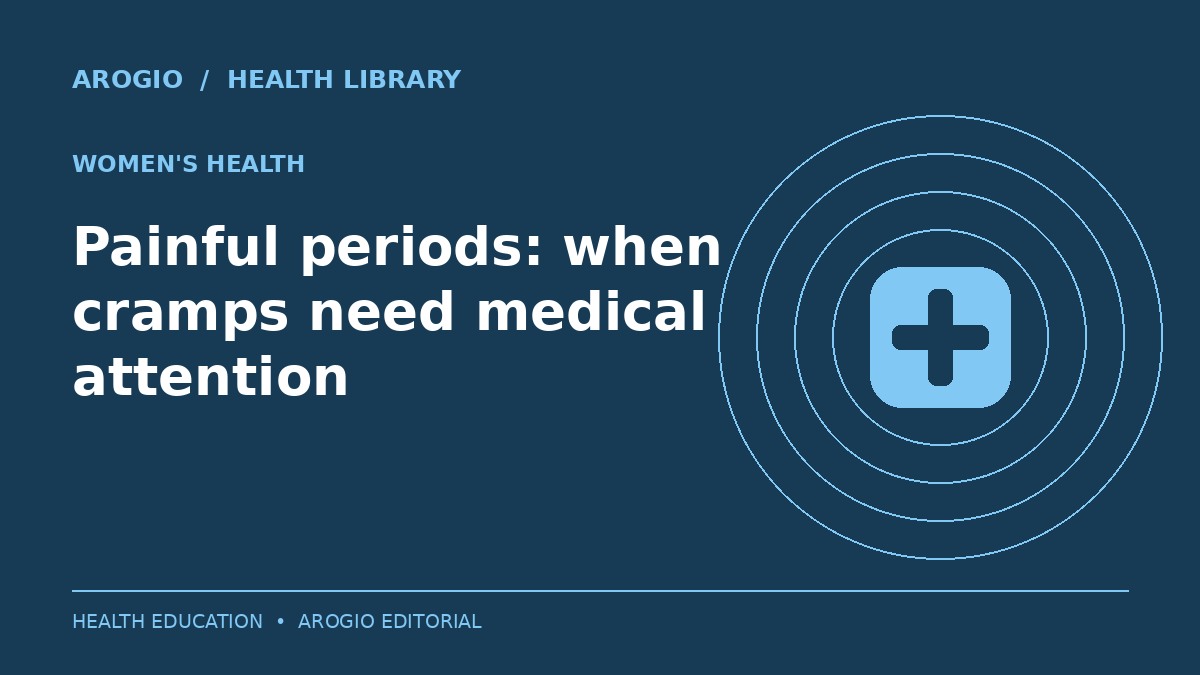 AROGIO / HEALTH LIBRARY
WOMEN'S HEALTH
Painful periods: when
cramps need medical
attention
HEALTH EDUCATION • AROGIO EDITORIAL